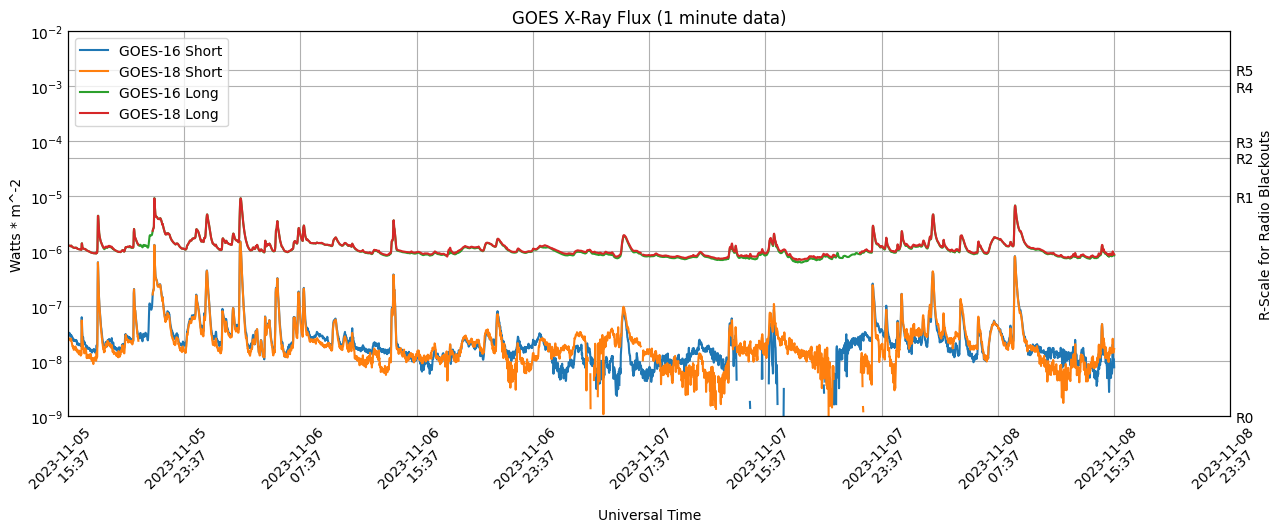 GOES X-Ray Flux (1 minute data)
GOES-16 Short
GOES-18 Short
GOES-16 Long
GOES-18 Long
Watts * m^-2
10^-2
10^-3
10^-4
10^-5
10^-6
10^-7
10^-8
10^-9
R5
R4
R3
R2
R1
R0
R-Scale for Radio Blackouts
2023-11-05
15:37
2023-11-05
23:37
2023-11-06
07:37
2023-11-06
15:37
2023-11-06
23:37
2023-11-07
07:37
2023-11-07
15:37
2023-11-07
23:37
2023-11-08
07:37
2023-11-08
15:37
2023-11-08
23:37
Universal Time